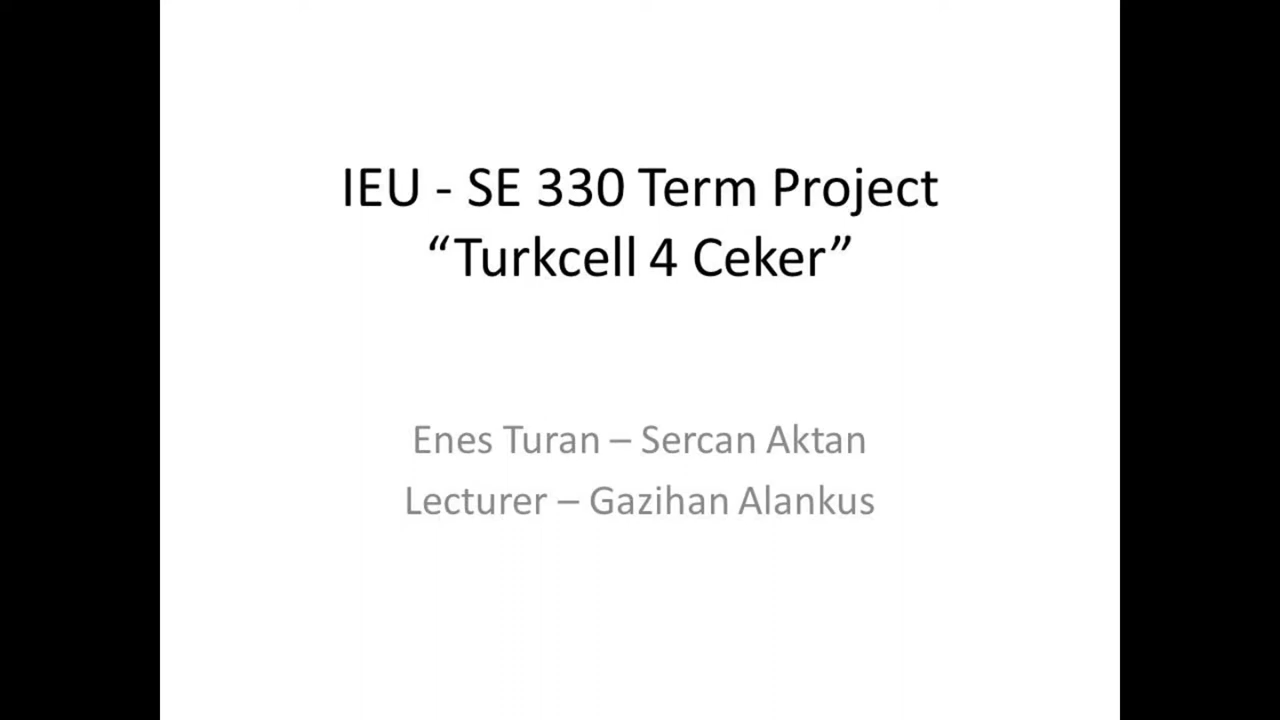 IEU - SE 330 Term Project
“Turkcell 4 Ceker”
Enes Turan – Sercan Aktan
Lecturer – Gazihan Alankus